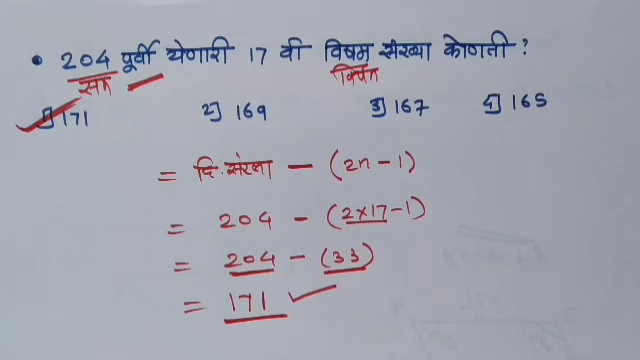 • 204 पूर्वी येणारी 17 वी विषम संख्या कोणती ?
सम विषम
1] 171 2] 169 3] 167 4] 165
= दि. संख्या - (2n - 1)
= 204 - (2×17 - 1)
= 204 - (33)
= 171